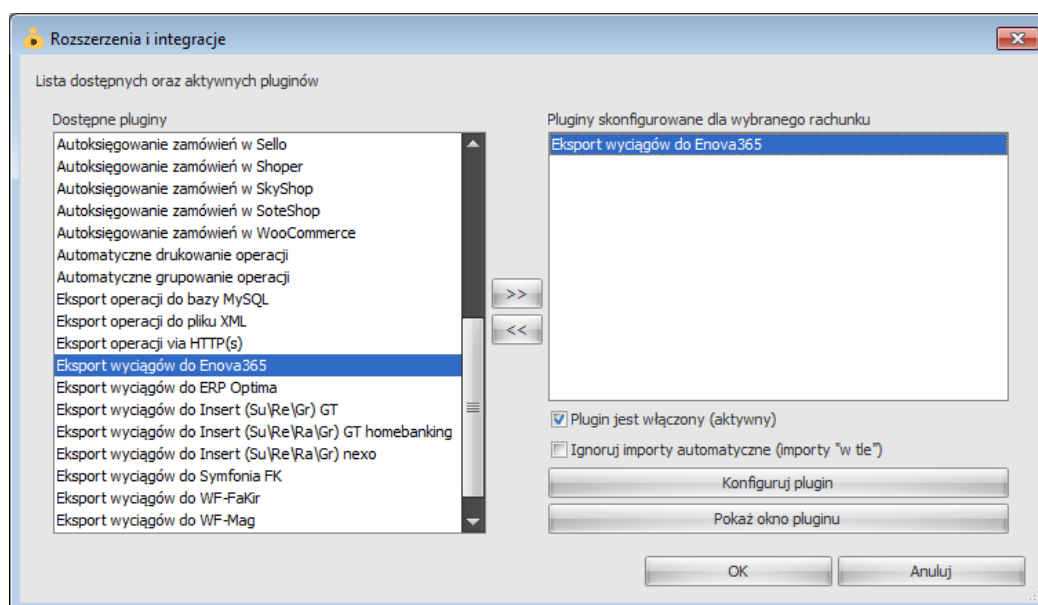 Rozszerzenia i integracje
Lista dostępnych oraz aktywnych pluginów
Dostępne pluginy
Autoksięgowanie zamówień w Sello
Autoksięgowanie zamówień w Shoper
Autoksięgowanie zamówień w SkyShop
Autoksięgowanie zamówień w SoteShop
Autoksięgowanie zamówień w WooCommerce
Automatyczne drukowanie operacji
Automatyczne grupowanie operacji
Eksport operacji do bazy MySQL
Eksport operacji do pliku XML
Eksport operacji via HTTP(s)
Eksport wyciągów do Enova365
Eksport wyciągów do ERP Optima
Eksport wyciągów do Insert (Su\Re\Gr) GT
Eksport wyciągów do Insert (Su\Re\Ra\Gr) GT homebanking
Eksport wyciągów do Insert (Su\Re\Ra\Gr) nexo
Eksport wyciągów do Symfonia FK
Eksport wyciągów do WF-FaKir
Eksport wyciągów do WF-Mag
>>
<<
Pluginy skonfigurowane dla wybranego rachunku
Eksport wyciągów do Enova365
Plugin jest włączony (aktywny)
Ignoruj importy automatyczne (importy "w tle")
Konfiguruj plugin
Pokaż okno pluginu
OK
Anuluj